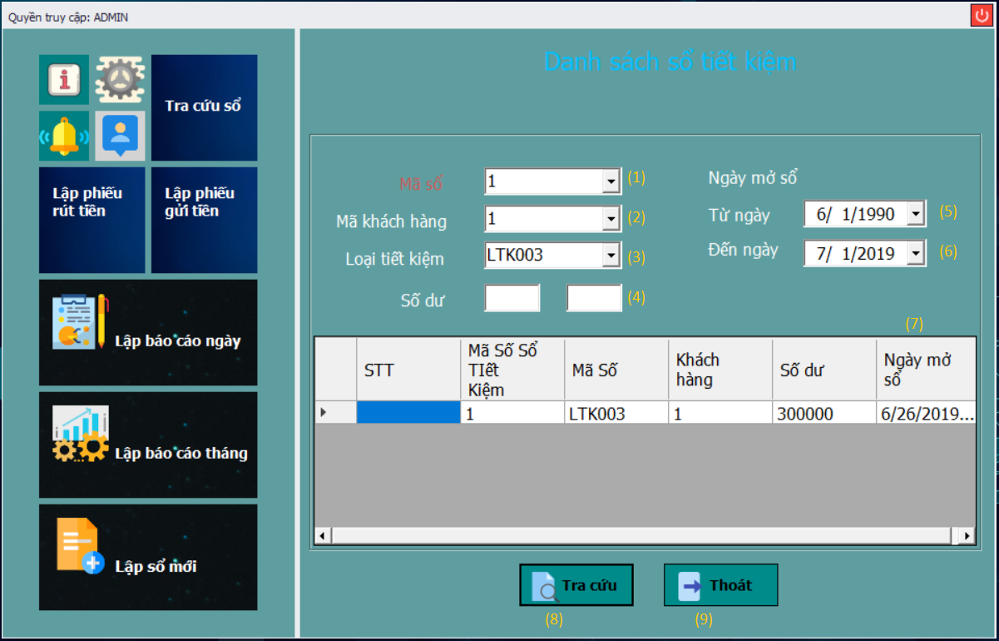 Quyền truy cập: ADMIN
Tra cứu sổ
Lập phiếu
rút tiền
Lập phiếu
gửi tiền
Lập báo cáo ngày
Lập báo cáo tháng
Lập sổ mới
Danh sách sổ tiết kiệm
Mã sổ
1
(1)
Mã khách hàng
1
(2)
Loại tiết kiệm
LTK003
(3)
Số dư
(4)
Ngày mở sổ
Từ ngày
6/ 1/1990
(5)
Đến ngày
7/ 1/2019
(6)
(7)
STT
Mã Số Sổ
TIết
Kiệm
Mã Số
Khách
hàng
Số dư
Ngày mở
sổ
1 LTK003 1 300000 6/26/2019...
Tra cứu
(8)
Thoát
(9)